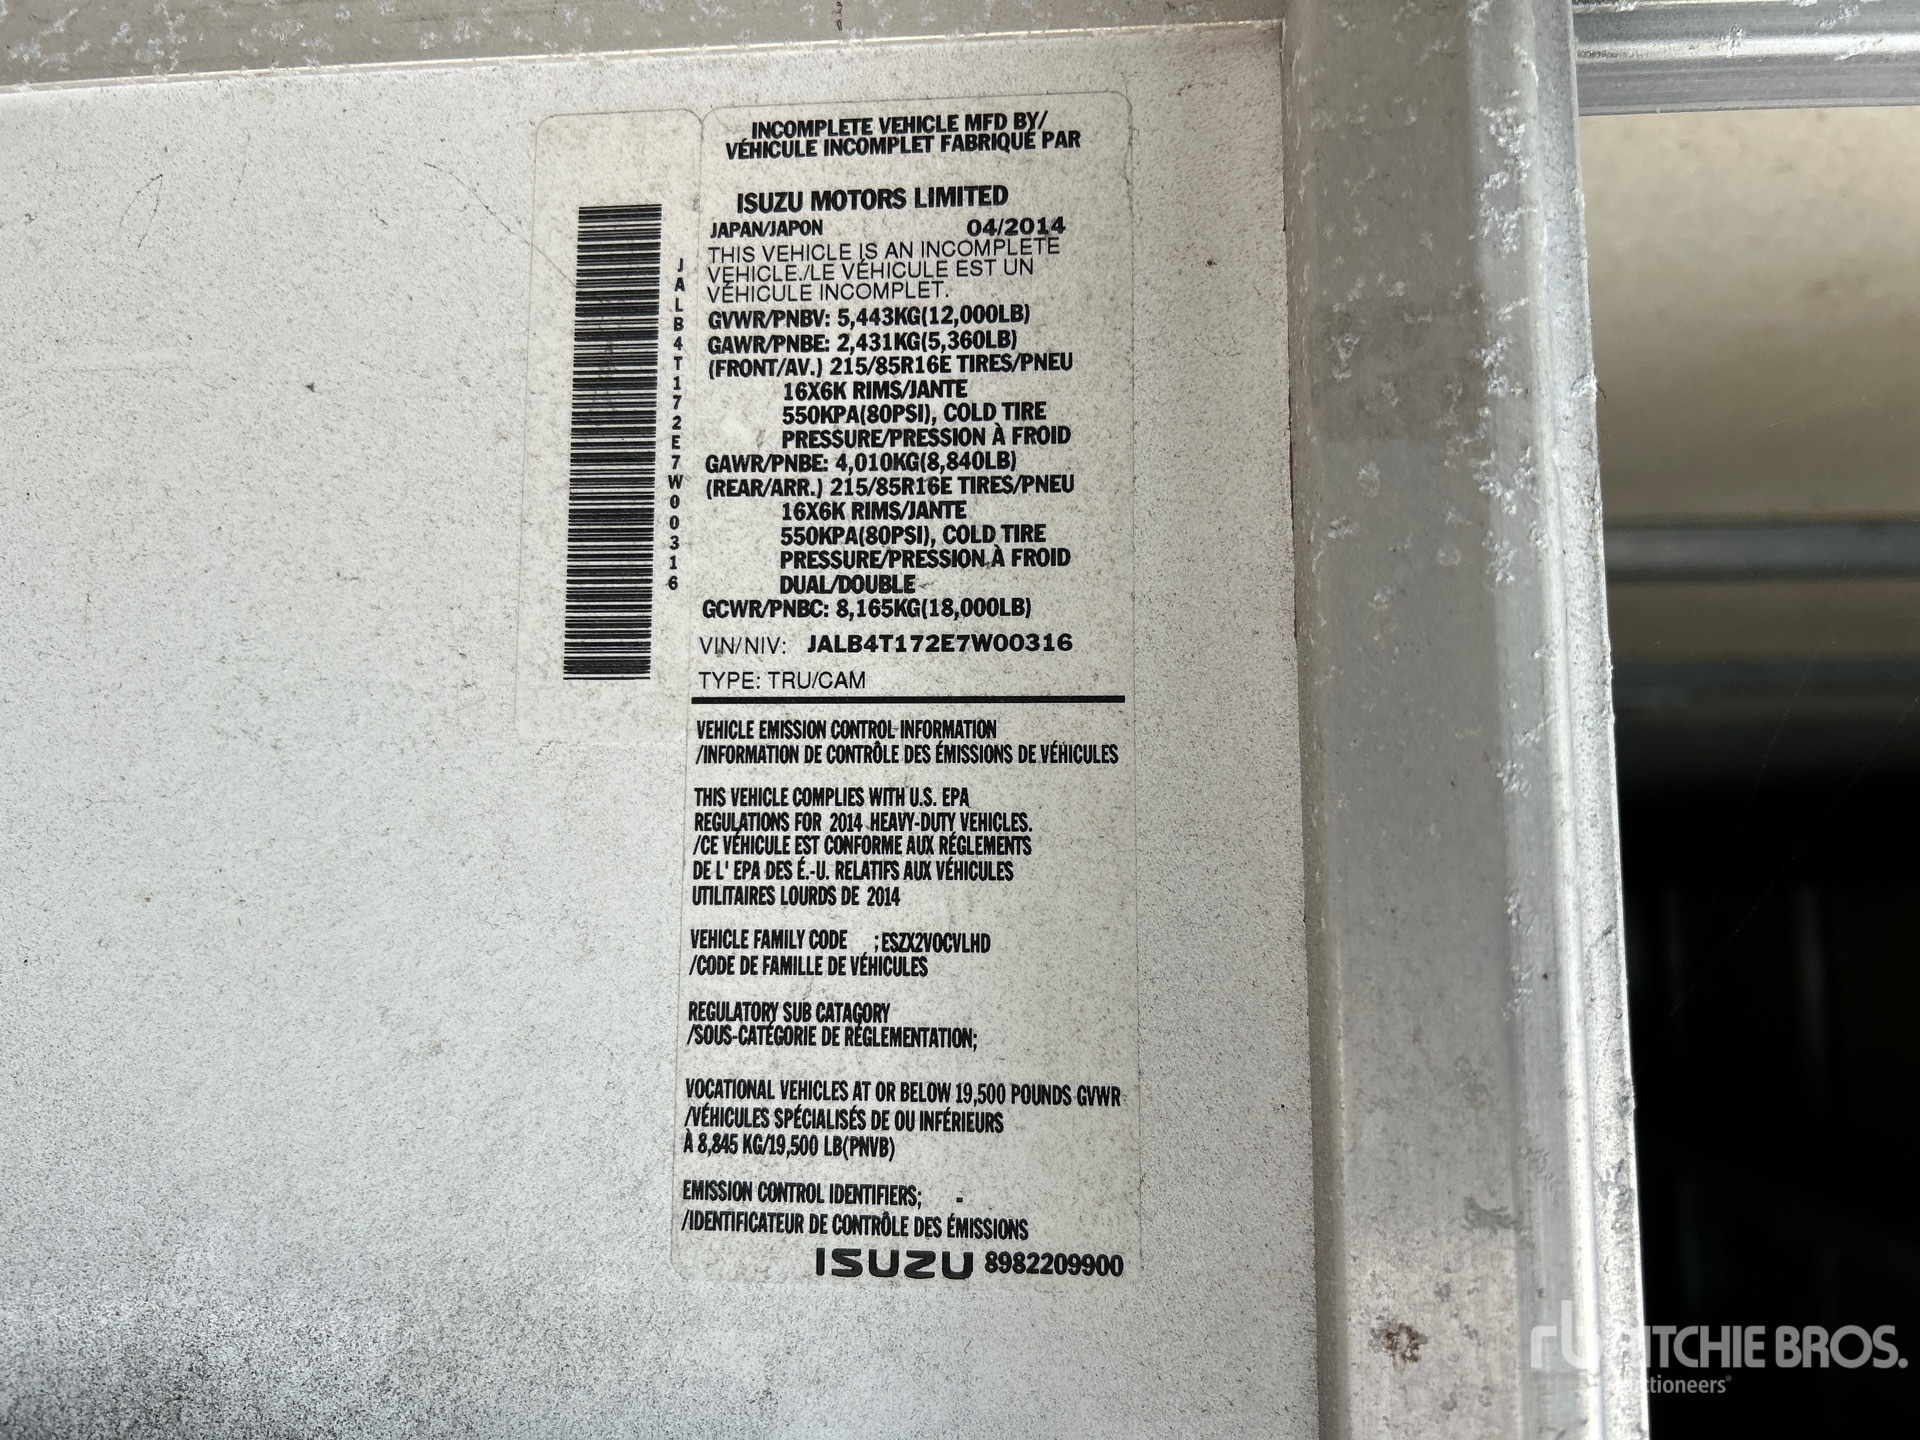 INCOMPLETE VEHICLE MFD BY/
VÉHICULE INCOMPLET FABRIQUÉ PAR
ISUZU MOTORS LIMITED
JAPAN/JAPON 04/2014
THIS VEHICLE IS AN INCOMPLETE
VEHICLE./LE VÉHICULE EST UN
VÉHICULE INCOMPLET.
GVWR/PNBV: 5,443KG(12,000LB)
GAWR/PNBE: 2,431KG(5,360LB)
(FRONT/AV.) 215/85R16E TIRES/PNEU
16X6K RIMS/JANTE
550KPA(80PSI), COLD TIRE
PRESSURE/PRESSION À FROID
GAWR/PNBE: 4,010KG(8,840LB)
(REAR/ARR.) 215/85R16E TIRES/PNEU
16X6K RIMS/JANTE
550KPA(80PSI), COLD TIRE
PRESSURE/PRESSION À FROID
DUAL/DOUBLE
GCWR/PNBC: 8,165KG(18,000LB)
VIN/NIV: JALB4T172E7W00316
TYPE: TRU/CAM
JALB4T172E7W00316
VEHICLE EMISSION CONTROL INFORMATION
/INFORMATION DE CONTRÔLE DES ÉMISSIONS DE VÉHICULES
THIS VEHICLE COMPLIES WITH U.S. EPA
REGULATIONS FOR 2014 HEAVY-DUTY VEHICLES.
/CE VÉHICULE EST CONFORME AUX RÉGLEMENTS
DE L' EPA DES É.-U. RELATIFS AUX VÉHICULES
UTILITAIRES LOURDS DE 2014
VEHICLE FAMILY CODE ;ESZX2VOCVLHD
/CODE DE FAMILLE DE VÉHICULES
REGULATORY SUB CATAGORY
/SOUS-CATÉGORIE DE RÉGLEMENTATION;
VOCATIONAL VEHICLES AT OR BELOW 19,500 POUNDS GVWR
/VÉHICULES SPÉCIALISÉS DE OU INFÉRIEURS
À 8,845 KG/19,500 LB(PNVB)
EMISSION CONTROL IDENTIFIERS; -
/IDENTIFICATEUR DE CONTRÔLE DES ÉMISSIONS
ISUZU 8982209900
rb RITCHIE BROS.
Auctioneers®